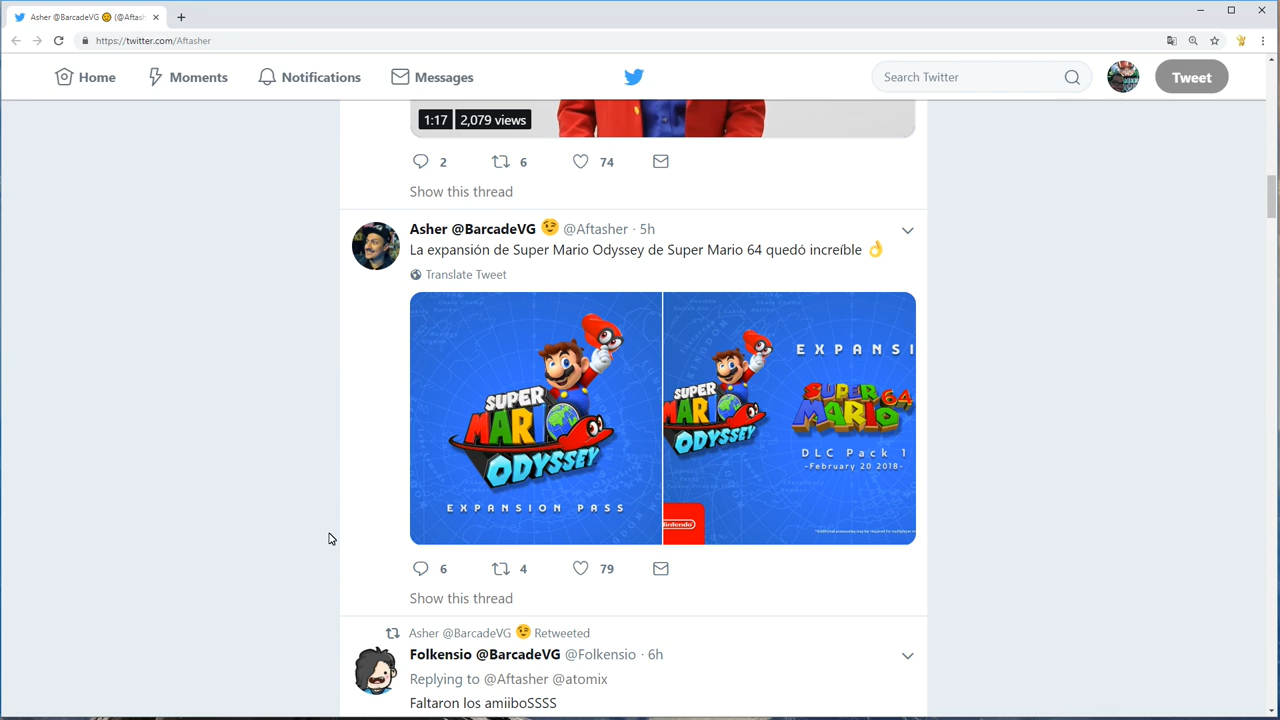 Asher @BarcadeVG 😉 (@Aftash
https://twitter.com/Aftasher
Home
Moments
Notifications
Messages
Search Twitter
Tweet
1:17
2,079 views
2
6
74
Show this thread
Asher @BarcadeVG 😉 @Aftasher · 5h
La expansión de Super Mario Odyssey de Super Mario 64 quedó increíble 👌
Translate Tweet
SUPER
MARIO
ODYSSEY
EXPANSION PASS
SUPER
MARIO
ODYSSEY
EXPANSI
SUPER
MARIO 64
DLC Pack 1
-February 20 2018-
Nintendo
6
4
79
Show this thread
Asher @BarcadeVG 😉 Retweeted
Folkensio @BarcadeVG @Folkensio · 6h
Replying to @Aftasher @atomix
Faltaron los amiiboSSSS